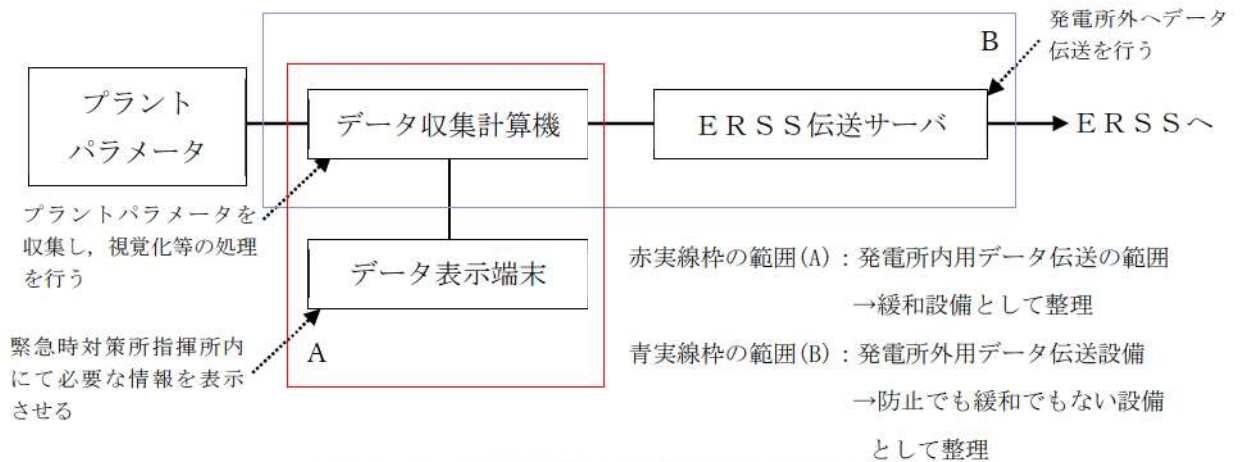 発電所外へデータ
伝送を行う
B
プラント
パラメータ
データ収集計算機
ERSS伝送サーバ
ERSSへ
プラントパラメータを
収集し，視覚化等の処理
を行う
データ表示端末
緊急時対策所指揮所内
にて必要な情報を表示
させる
A
赤実線枠の範囲(A)：発電所内用データ伝送の範囲
→緩和設備として整理
青実線枠の範囲(B)：発電所外用データ伝送設備
→防止でも緩和でもない設備
として整理